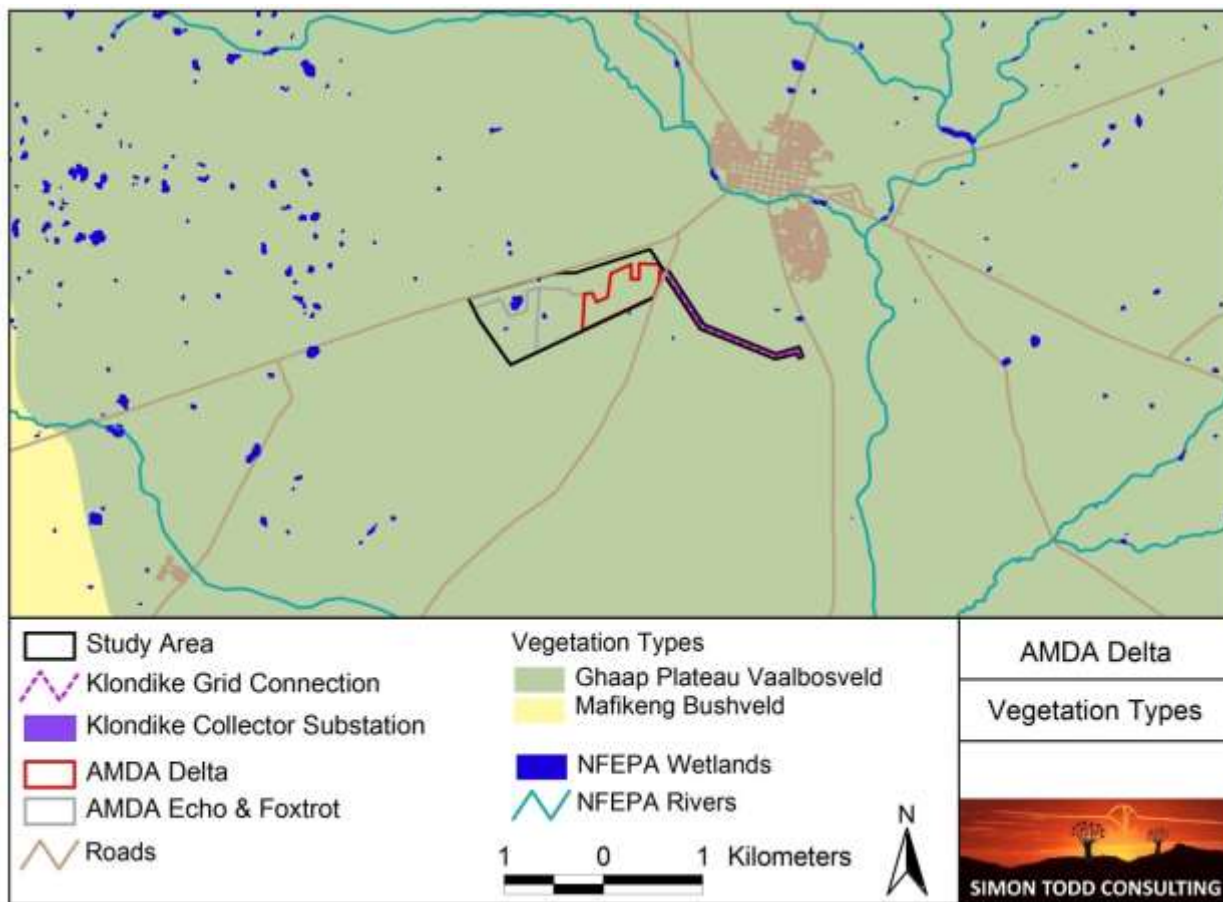 Study Area
Klondike Grid Connection
Klondike Collector Substation
AMDA Delta
AMDA Echo & Foxtrot
Roads
Vegetation Types
Ghaap Plateau Vaalbosveld
Mafikeng Bushveld
NFEPA Wetlands
NFEPA Rivers
1 0 1 Kilometers
N
AMDA Delta
Vegetation Types
SIMON TODD CONSULTING